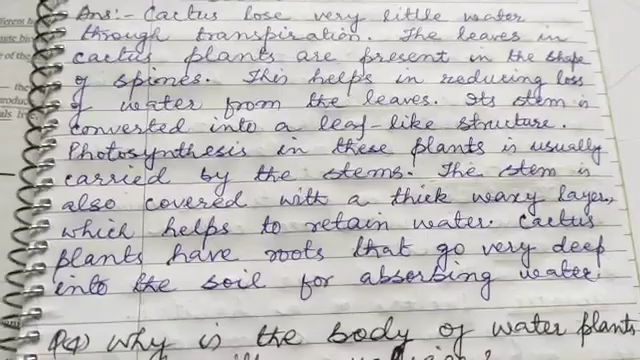 Ans:- Cactus lose very little water
through transpiration. The leaves in
cactus plants are present in the shape
of spines. This helps in reducing loss
of water from the leaves. Its stem is
converted into a leaf-like structure.
Photosynthesis in these plants is usually
carried by the stems. The stem is
also covered with a thick waxy layer,
which helps to retain water. Cactus
plants have roots that go very deep
into the soil for absorbing water.
Q4) Why is the body of water plants